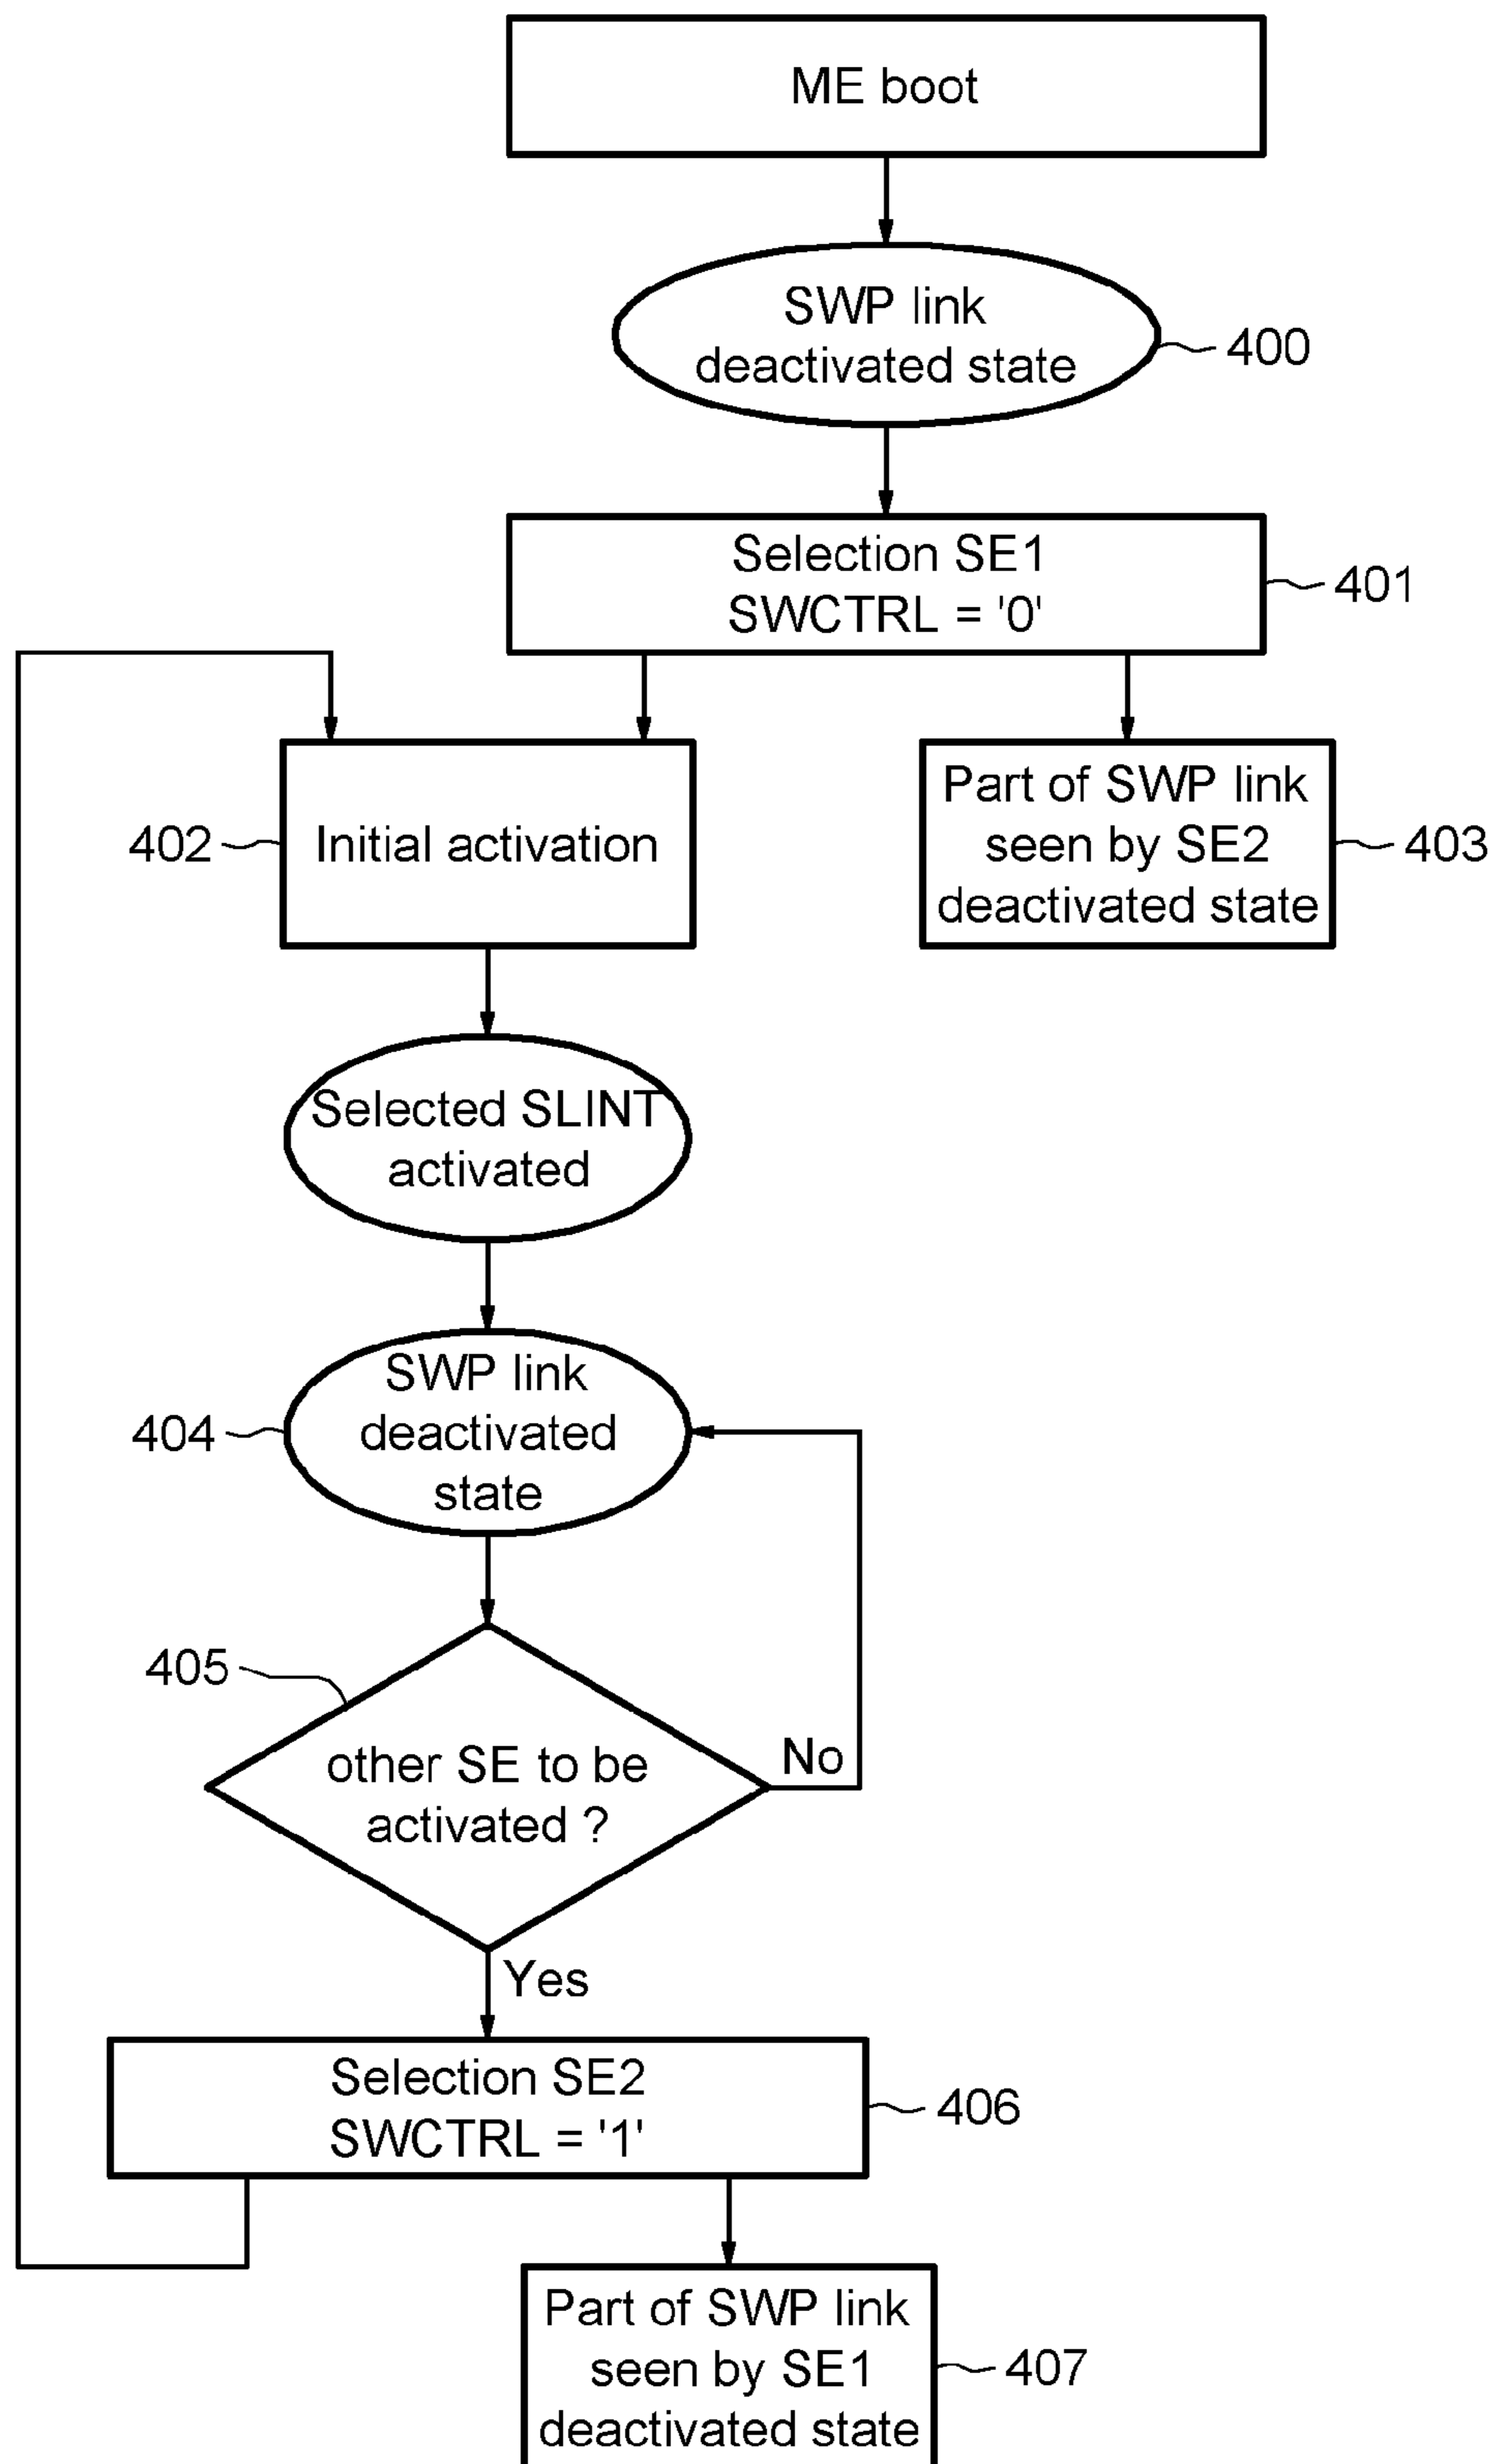 ME boot
SWP link
deactivated state
400
Selection SE1
SWCTRL = '0'
401
402
Initial activation
Part of SWP link
seen by SE2
deactivated state
403
Selected SLINT
activated
404
SWP link
deactivated
state
405
other SE to be
activated ?
No
Yes
Selection SE2
SWCTRL = '1'
406
Part of SWP link
seen by SE1
deactivated state
407